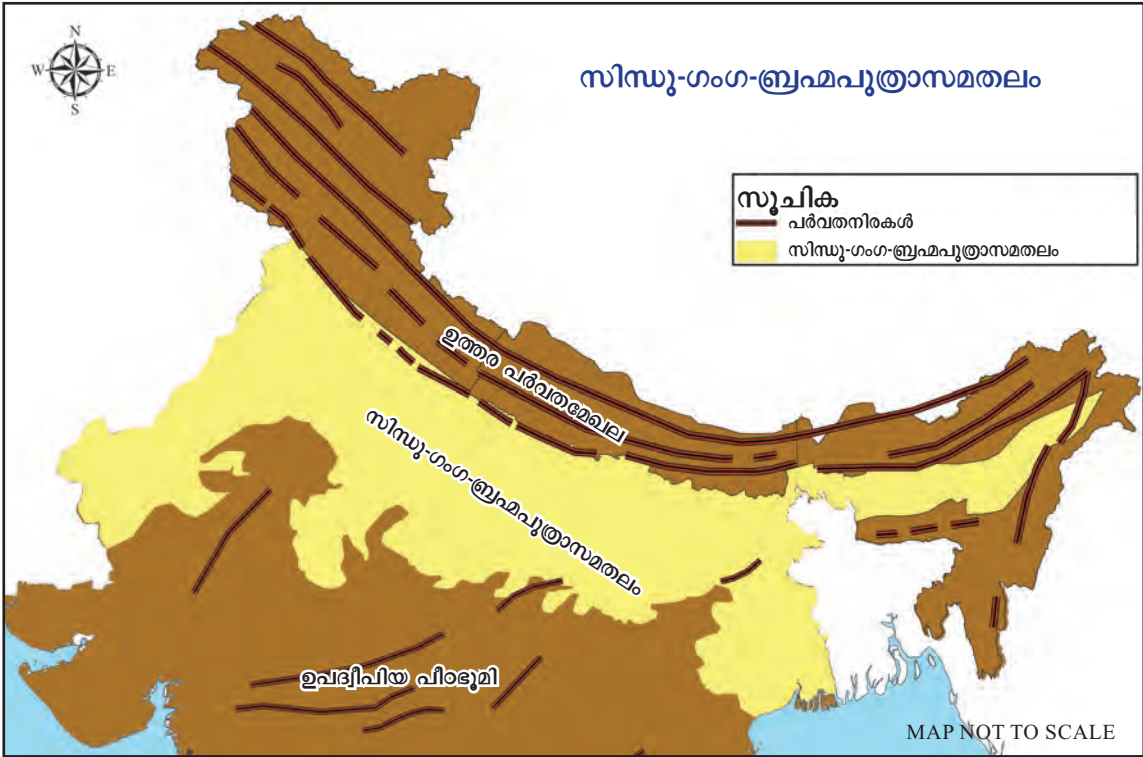 N
W E
S
സിന്ധു-ഗംഗ-ബ്രഹ്മപുത്രാസമതലം
സൂചിക
പർവതനിരകൾ
സിന്ധു-ഗംഗ-ബ്രഹ്മപുത്രാസമതലം
ഉത്തര പർവതമേഖല
സിന്ധു-ഗംഗ-ബ്രഹ്മപുത്രാസമതലം
ഉപദ്വീപിയ പീഠഭൂമി
MAP NOT TO SCALE